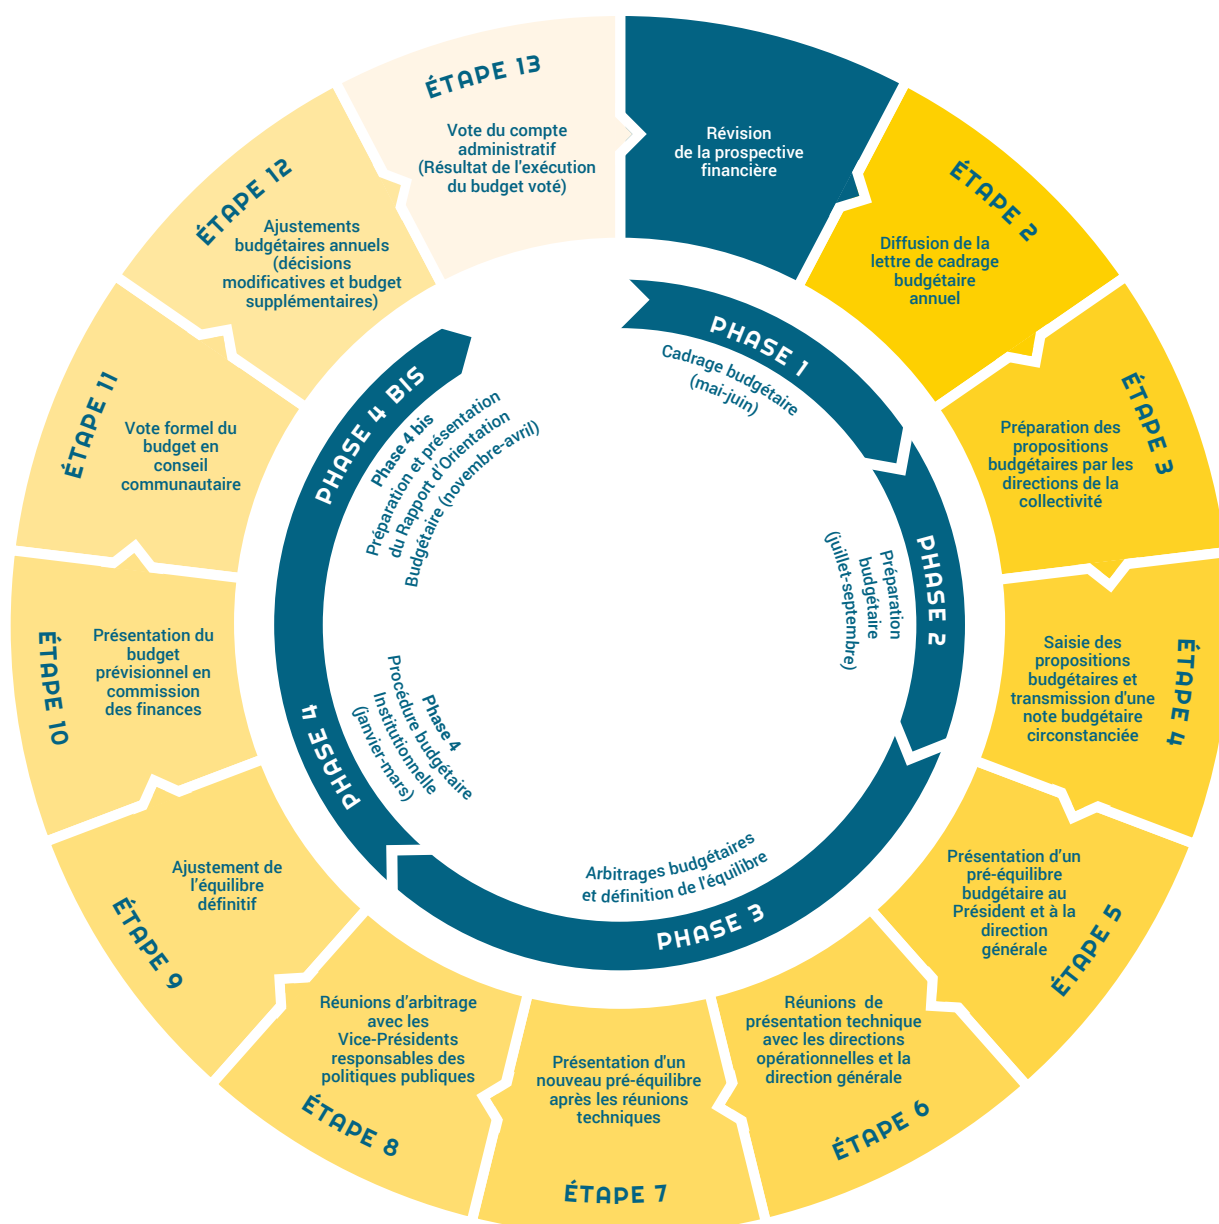 Révision
de la prospective
financière
ÉTAPE 2
Diffusion de la
lettre de cadrage
budgétaire
annuel
ÉTAPE 3
Préparation des
propositions
budgétaires par les
directions de la
collectivité
ÉTAPE 4
Saisie des
propositions
budgétaires et
transmission d'une
note budgétaire
circonstanciée
ÉTAPE 5
Présentation d'un
pré-équilibre
budgétaire au
Président et à la
direction
générale
ÉTAPE 6
Réunions de
présentation technique
avec les directions
opérationnelles et la
direction générale
ÉTAPE 7
Présentation d'un
nouveau pré-équilibre
après les réunions
techniques
ÉTAPE 8
Réunions d'arbitrage
avec les
Vice-Présidents
responsables des
politiques publiques
ÉTAPE 9
Ajustement de
l'équilibre
définitif
ÉTAPE 10
Présentation du
budget
prévisionnel en
commission
des finances
ÉTAPE 11
Vote formel du
budget en
conseil
communautaire
ÉTAPE 12
Ajustements
budgétaires annuels
(décisions
modificatives et budget
supplémentaires)
ÉTAPE 13
Vote du compte
administratif
(Résultat de l'exécution
du budget voté)
PHASE 1
Cadrage budgétaire
(mai-juin)
PHASE 2
Préparation
budgétaire
(juillet-septembre)
PHASE 3
Arbitrages budgétaires
et définition de l'équilibre
PHASE 4
Phase 4
Procédure budgétaire
Institutionnelle
(janvier-mars)
PHASE 4 BIS
Phase 4 bis
Préparation et présentation
du Rapport d'Orientation
Budgétaire (novembre-avril)